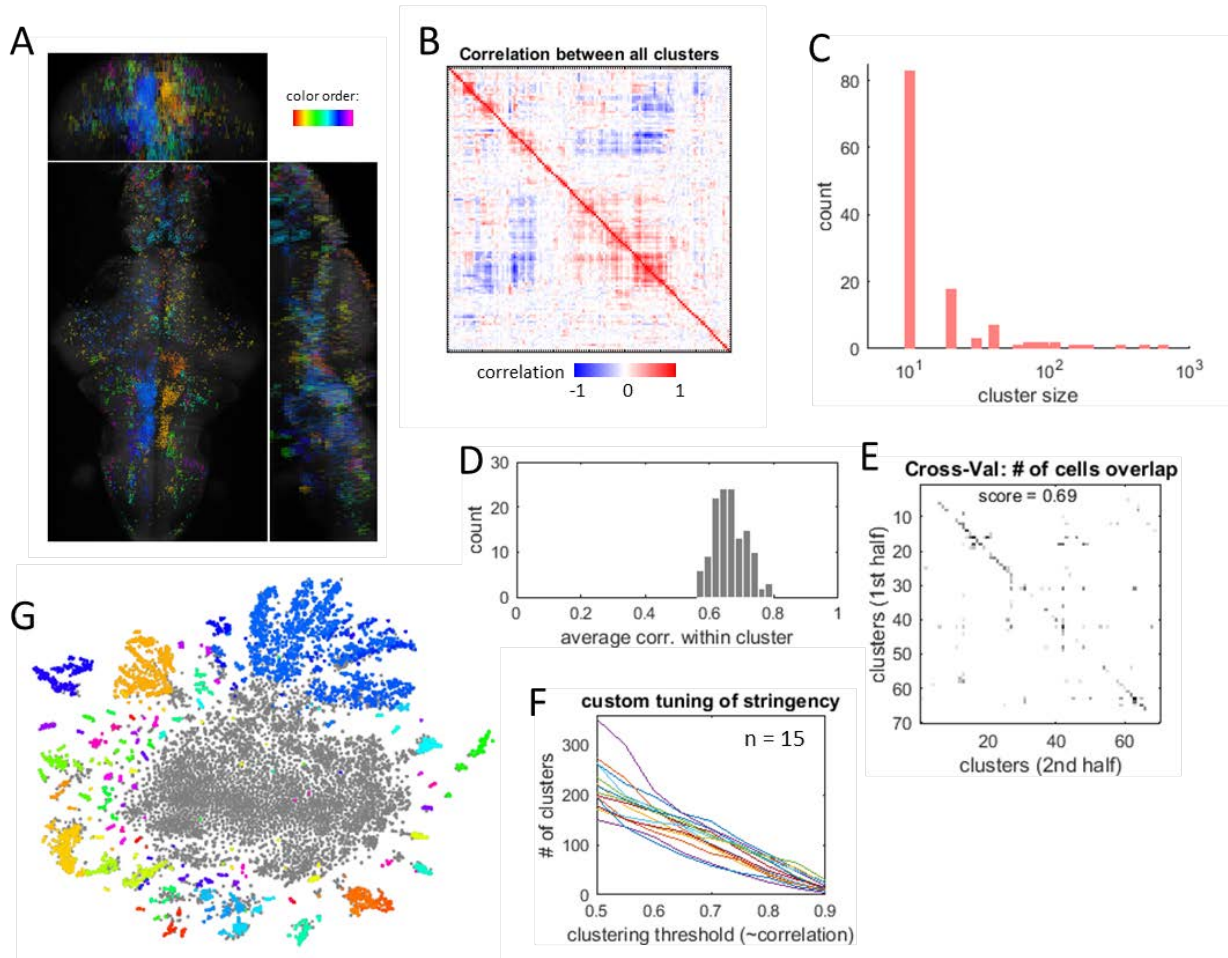 A
color order:
B
Correlation between all clusters
correlation
-1 0 1
C
80
60
40
20
0
count
10^1 10^2 10^3
cluster size
D
30
20
10
0
count
0 0.2 0.4 0.6 0.8 1
average corr. within cluster
E
Cross-Val: # of cells overlap
score = 0.69
10
20
30
40
50
60
70
clusters (1st half)
20 40 60
clusters (2nd half)
F
custom tuning of stringency
n = 15
300
200
100
0
# of clusters
0.5 0.6 0.7 0.8 0.9
clustering threshold (~correlation)
G